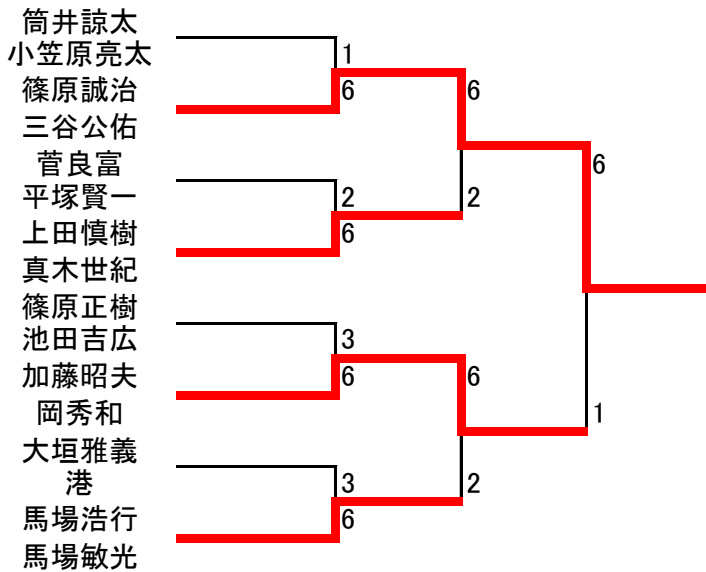 筒井諒太
小笠原亮太
篠原誠治
三谷公佑
菅良富
平塚賢一
上田慎樹
真木世紀
篠原正樹
池田吉広
加藤昭夫
岡秀和
大垣雅義
港
馬場浩行
馬場敏光
1
6
2
6
3
6
3
6
6
2
6
2
6
1